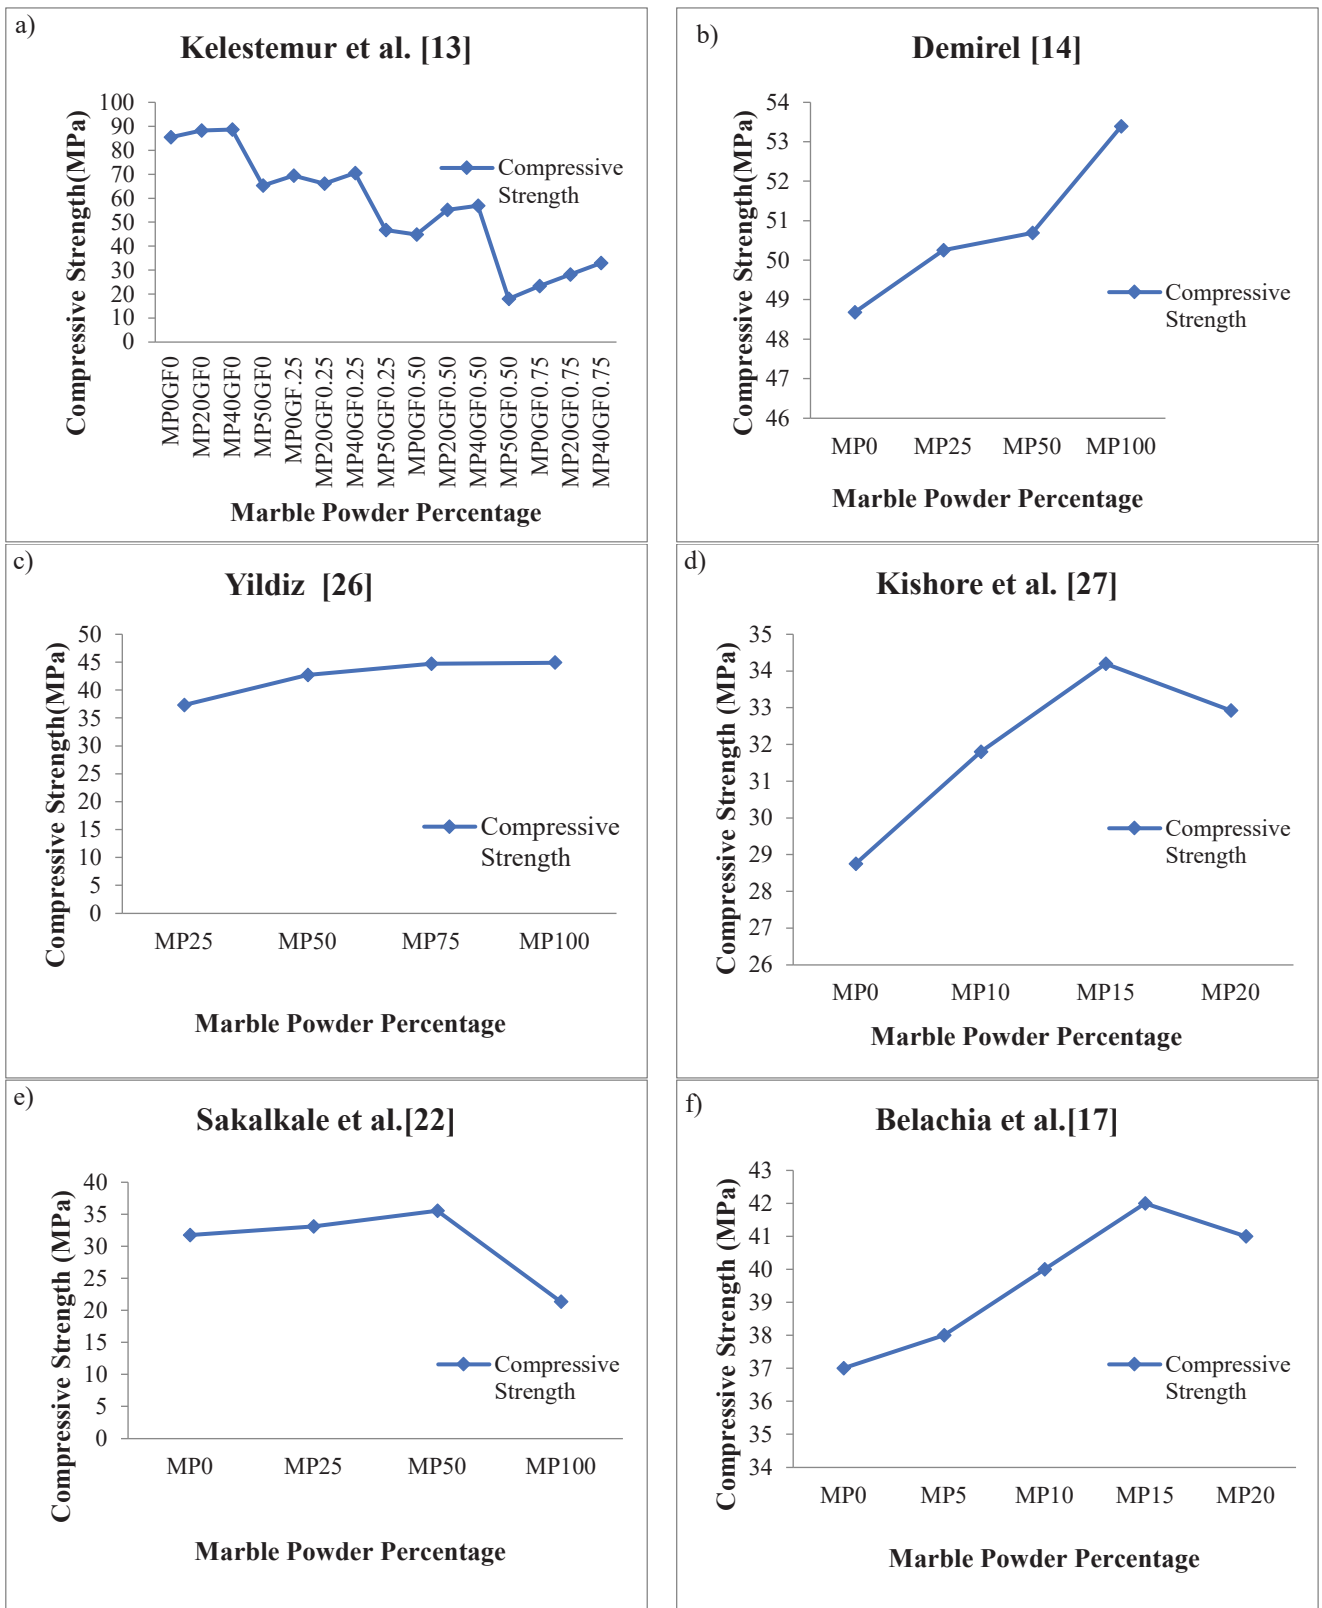 a)
Kelestemur et al. [13]
Compressive Strength(MPa)
100
90
80
70
60
50
40
30
20
10
0
Compressive
Strength
MP0GF0
MP20GF0
MP40GF0
MP50GF0
MP0GF.25
MP20GF0.25
MP40GF0.25
MP50GF0.25
MP0GF0.50
MP20GF0.50
MP40GF0.50
MP50GF0.50
MP0GF0.75
MP20GF0.75
MP40GF0.75
Marble Powder Percentage
b)
Demirel [14]
Compressive Strength(MPa)
54
53
52
51
50
49
48
47
46
Compressive
Strength
MP0 MP25 MP50 MP100
Marble Powder Percentage
c)
Yildiz [26]
Compressive Strength(MPa)
50
45
40
35
30
25
20
15
10
5
0
Compressive
Strength
MP25 MP50 MP75 MP100
Marble Powder Percentage
d)
Kishore et al. [27]
Compressive Strength (MPa)
35
34
33
32
31
30
29
28
27
26
Compressive
Strength
MP0 MP10 MP15 MP20
Marble Powder Percentage
e)
Sakalkale et al.[22]
Compressive Strength (MPa)
40
35
30
25
20
15
10
5
0
Compressive
Strength
MP0 MP25 MP50 MP100
Marble Powder Percentage
f)
Belachia et al.[17]
Compressive Strength (MPa)
43
42
41
40
39
38
37
36
35
34
Compressive
Strength
MP0 MP5 MP10 MP15 MP20
Marble Powder Percentage